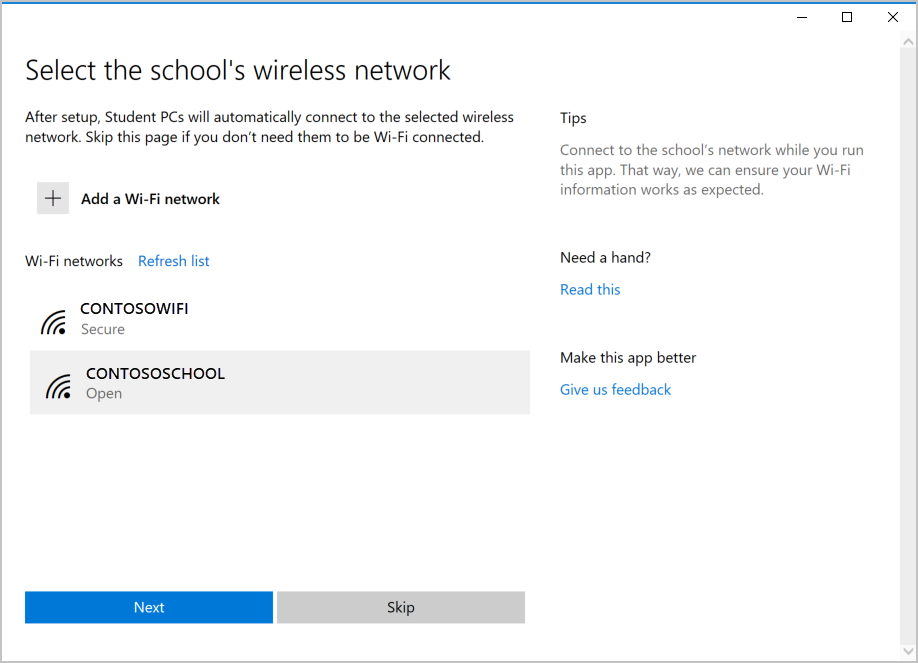 Select the school's wireless network
After setup, Student PCs will automatically connect to the selected wireless
network. Skip this page if you don’t need them to be Wi-Fi connected.
Add a Wi-Fi network
Wi-Fi networks Refresh list
CONTOSOWIFI
Secure
CONTOSOSCHOOL
Open
Next
Skip
Tips
Connect to the school’s network while you run
this app. That way, we can ensure your Wi-Fi
information works as expected.
Need a hand?
Read this
Make this app better
Give us feedback